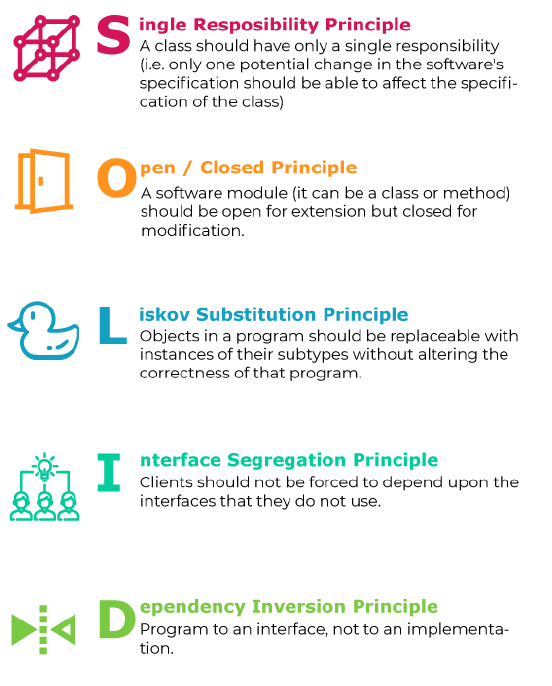 Single Resposibility Principle
A class should have only a single responsibility
(i.e. only one potential change in the software's
specification should be able to affect the specifi-
cation of the class)
Open / Closed Principle
A software module (it can be a class or method)
should be open for extension but closed for
modification.
Liskov Substitution Principle
Objects in a program should be replaceable with
instances of their subtypes without altering the
correctness of that program.
Interface Segregation Principle
Clients should not be forced to depend upon the
interfaces that they do not use.
Dependency Inversion Principle
Program to an interface, not to an implementa-
tion.